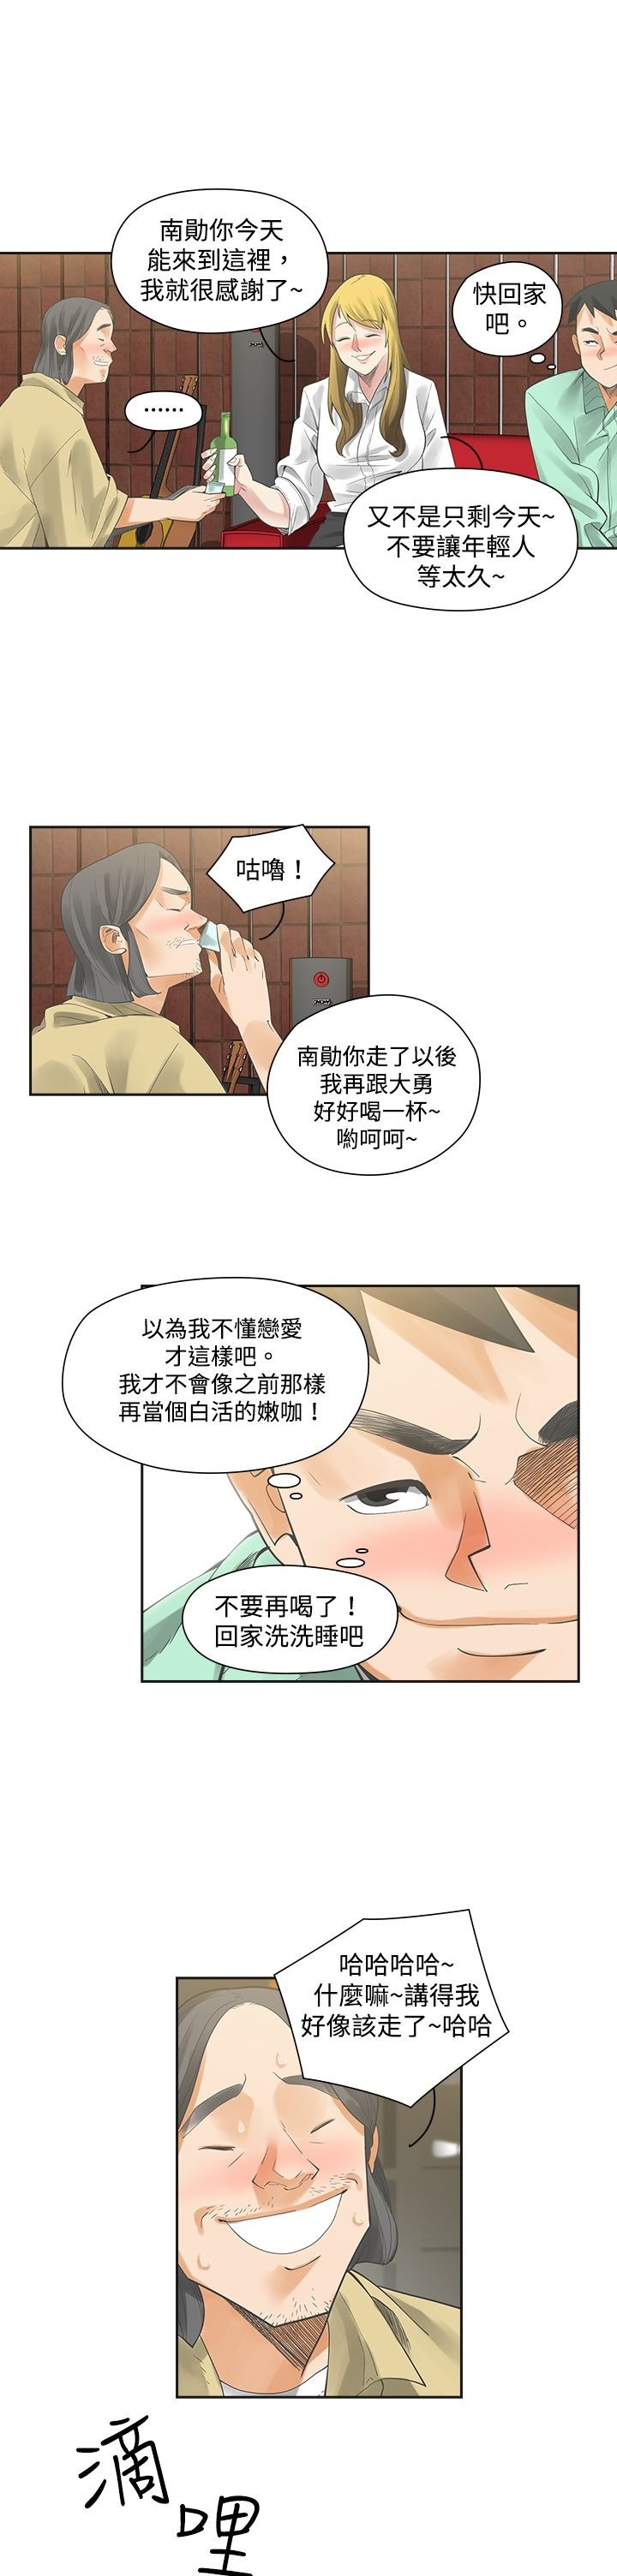 南勛你今天
能來到這裡，
我就很感謝了~
快回家
吧。
……
又不是只剩今天~
不要讓年輕人
等太久~
咕嚕！
南勛你走了以後
我再跟大勇
好好喝一杯~
喲呵呵~
以為我不懂戀愛
才這樣吧。
我才不會像之前那樣
再當個白活的嫩咖！
不要再喝了！
回家洗洗睡吧
哈哈哈哈~
什麼嘛~講得我
好像該走了~哈哈
滴
哩